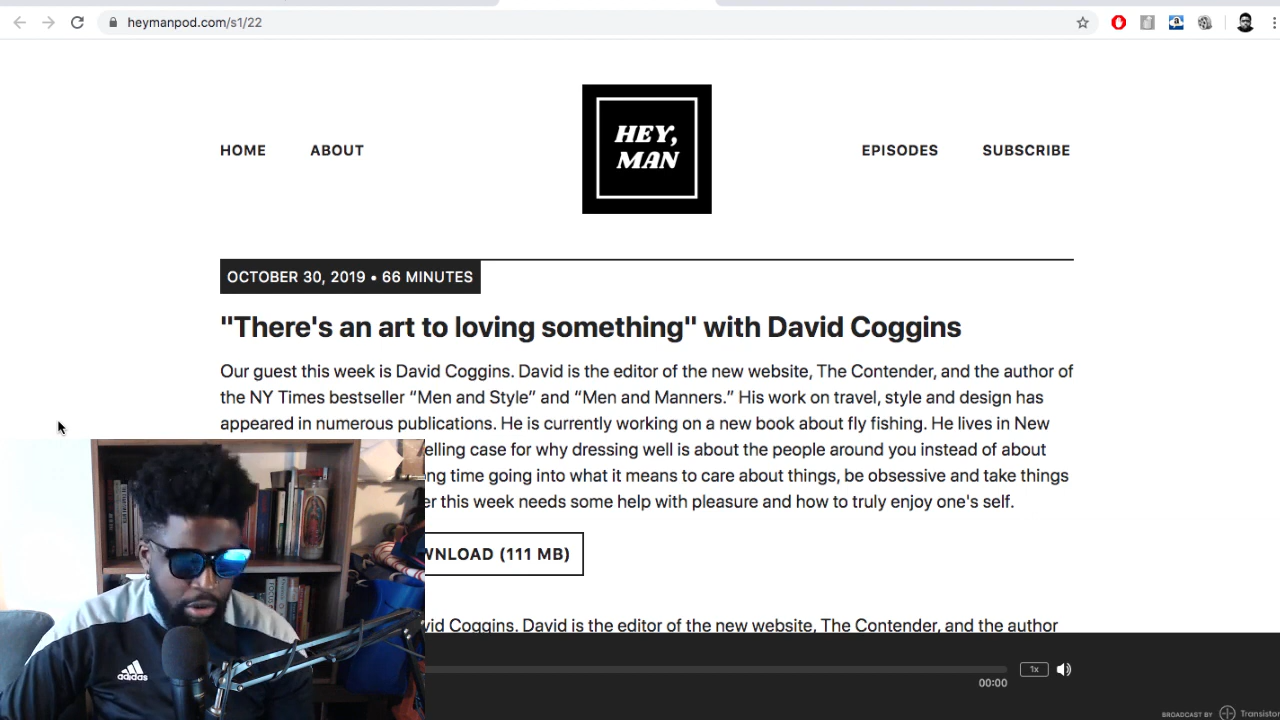 heymanpod.com/s1/22
HEY,
MAN
HOME
ABOUT
EPISODES
SUBSCRIBE
OCTOBER 30, 2019 • 66 MINUTES
"There's an art to loving something" with David Coggins
Our guest this week is David Coggins. David is the editor of the new website, The Contender, and the author of
the NY Times bestseller “Men and Style” and “Men and Manners.” His work on travel, style and design has
appeared in numerous publications. He is currently working on a new book about fly fishing. He lives in New
elling case for why dressing well is about the people around you instead of about
ng time going into what it means to care about things, be obsessive and take things
er this week needs some help with pleasure and how to truly enjoy one's self.
WNLOAD (111 MB)
vid Coggins. David is the editor of the new website, The Contender, and the author
1x
00:00
adidas
BROADCAST BY
Transistor